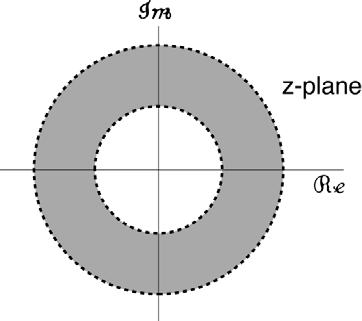 ℐ𝓂
z-plane
ℛℯ